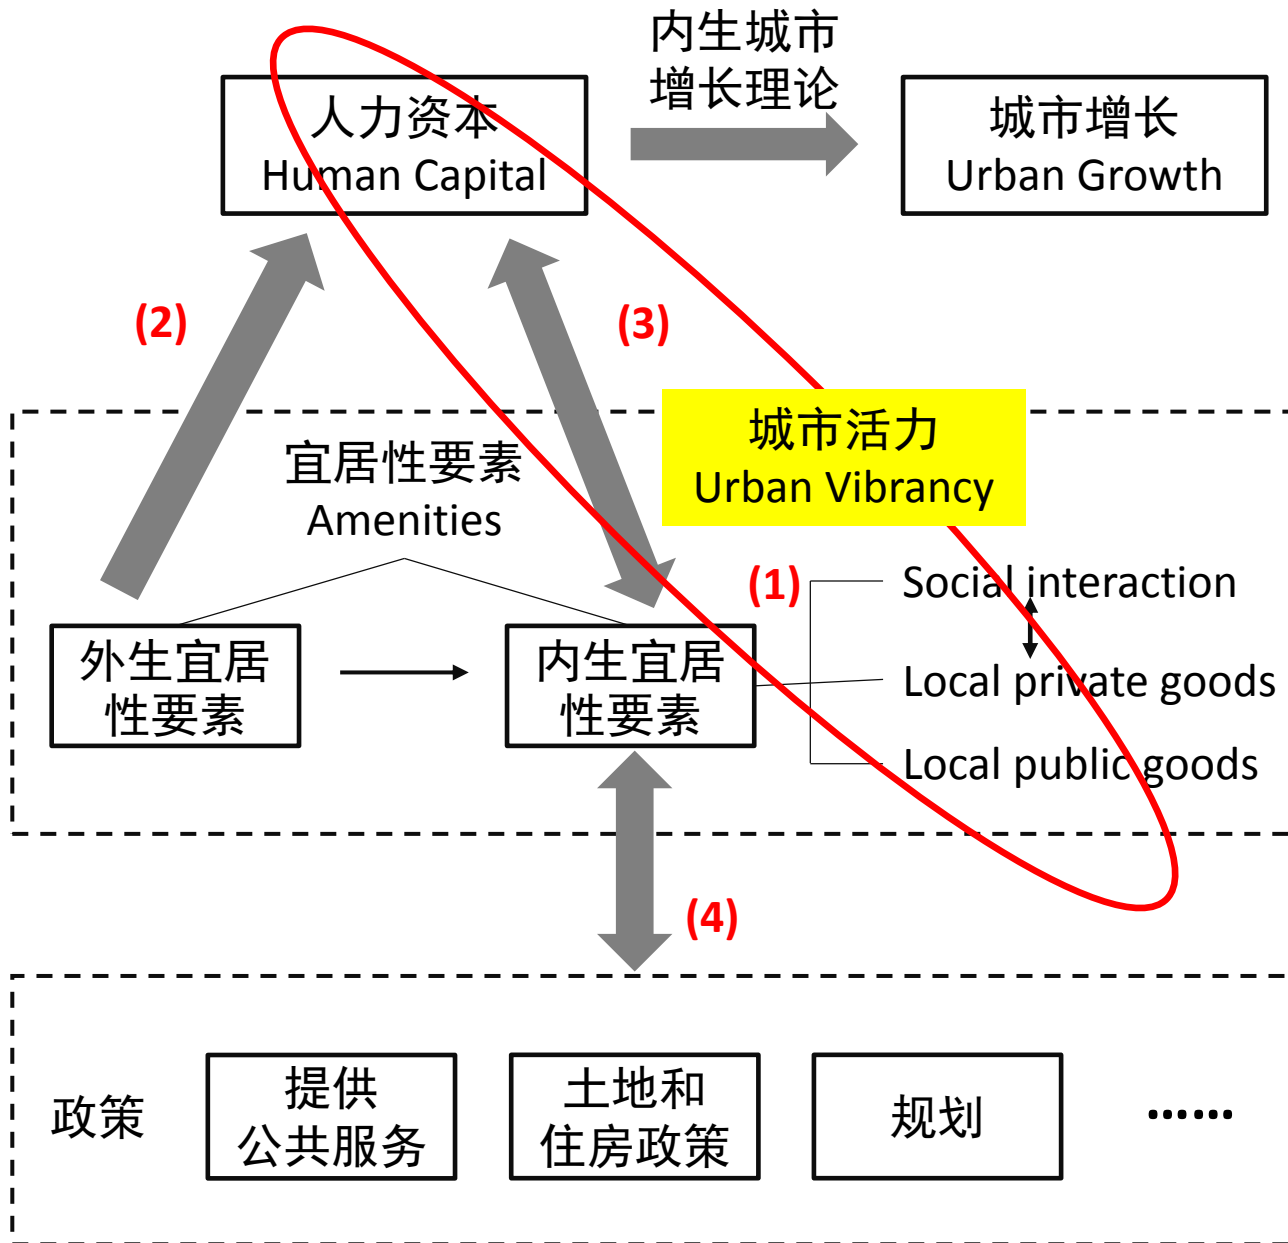 内生城市
增长理论
人力资本
Human Capital
城市增长
Urban Growth
(2)
(3)
城市活力
Urban Vibrancy
宜居性要素
Amenities
(1)
Social interaction
外生宜居
性要素
内生宜居
性要素
Local private goods
Local public goods
(4)
政策
提供
公共服务
土地和
住房政策
规划
……